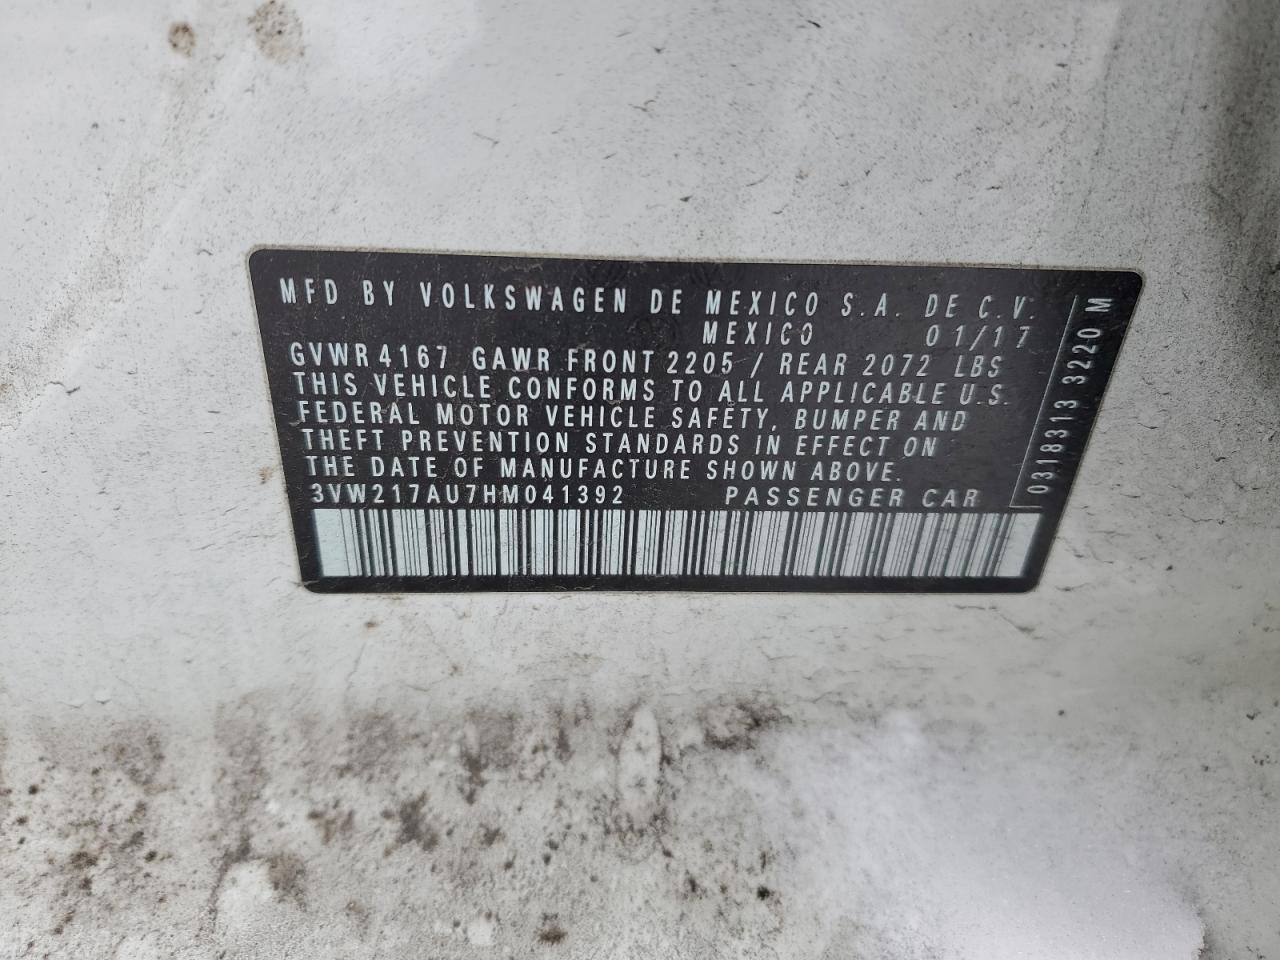 MFD BY VOLKSWAGEN DE MEXICO S.A. DE C.V.
MEXICO 01/17
GVWR 4167 GAWR FRONT 2205 / REAR 2072 LBS
THIS VEHICLE CONFORMS TO ALL APPLICABLE U.S.
FEDERAL MOTOR VEHICLE SAFETY, BUMPER AND
THEFT PREVENTION STANDARDS IN EFFECT ON
THE DATE OF MANUFACTURE SHOWN ABOVE.
3VW217AU7HM041392 PASSENGER CAR
0318313 3220 M